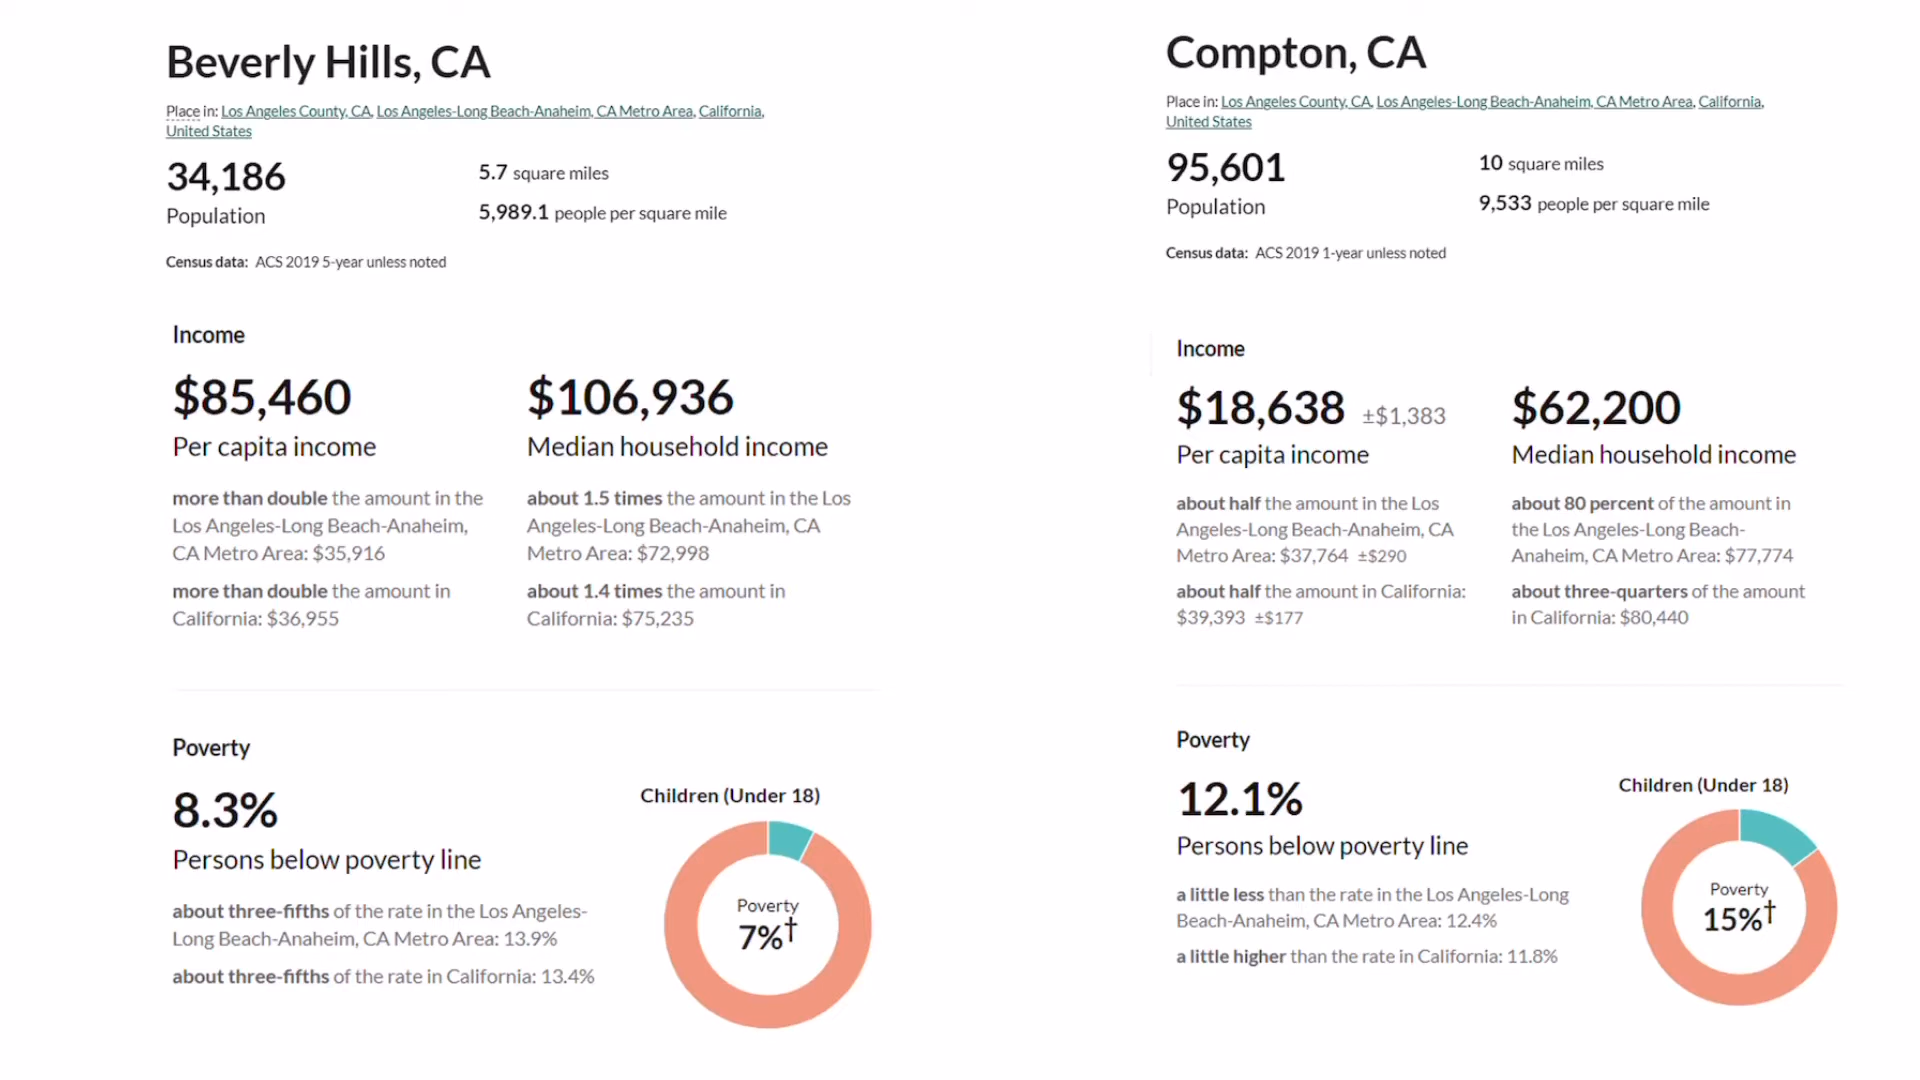 Beverly Hills, CA
Place in: Los Angeles County, CA, Los Angeles-Long Beach-Anaheim, CA Metro Area, California,
United States
34,186
Population
5.7 square miles
5,989.1 people per square mile
Census data: ACS 2019 5-year unless noted
Income
$85,460
Per capita income
more than double the amount in the
Los Angeles-Long Beach-Anaheim,
CA Metro Area: $35,916
more than double the amount in
California: $36,955
$106,936
Median household income
about 1.5 times the amount in the Los
Angeles-Long Beach-Anaheim, CA
Metro Area: $72,998
about 1.4 times the amount in
California: $75,235
Poverty
8.3%
Persons below poverty line
about three-fifths of the rate in the Los Angeles-
Long Beach-Anaheim, CA Metro Area: 13.9%
about three-fifths of the rate in California: 13.4%
Children (Under 18)
Poverty
7%†
Compton, CA
Place in: Los Angeles County, CA, Los Angeles-Long Beach-Anaheim, CA Metro Area, California,
United States
95,601
Population
10 square miles
9,533 people per square mile
Census data: ACS 2019 1-year unless noted
Income
$18,638 ±$1,383
Per capita income
about half the amount in the Los
Angeles-Long Beach-Anaheim, CA
Metro Area: $37,764 ±$290
about half the amount in California:
$39,393 ±$177
$62,200
Median household income
about 80 percent of the amount in
the Los Angeles-Long Beach-
Anaheim, CA Metro Area: $77,774
about three-quarters of the amount
in California: $80,440
Poverty
12.1%
Persons below poverty line
a little less than the rate in the Los Angeles-Long
Beach-Anaheim, CA Metro Area: 12.4%
a little higher than the rate in California: 11.8%
Children (Under 18)
Poverty
15%†